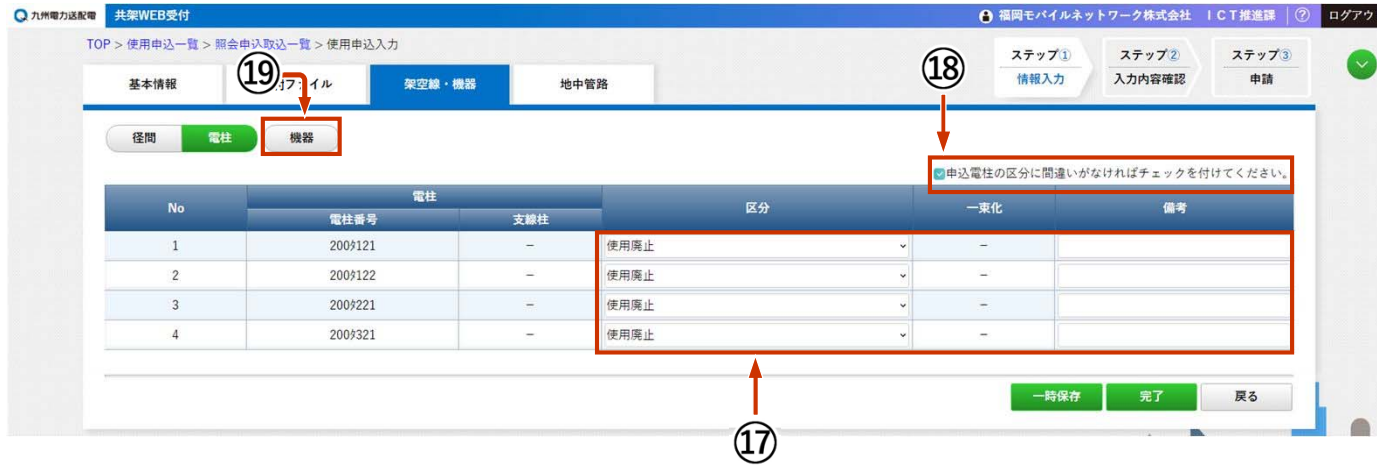 九州電力送配電 共架WEB受付 福岡モバイルネットワーク株式会社 ICT推進課 ? ログアウ
TOP > 使用申込一覧 > 照会申込取込一覧 > 使用申込入力
ステップ① ステップ② ステップ③
情報入力 入力内容確認 申請
⑲ ⑱
基本情報 付ファイル 架空線・機器 地中管路
径間 電柱 機器
申込電柱の区分に間違いがなければチェックを付けてください。
No 電柱 区分 一束化 備考
電柱番号 支線柱
1 200ﾀ121 − 使用廃止 −
2 200ﾀ122 − 使用廃止 −
3 200ﾀ221 − 使用廃止 −
4 200ﾀ321 − 使用廃止 −
一時保存 完了 戻る
⑰